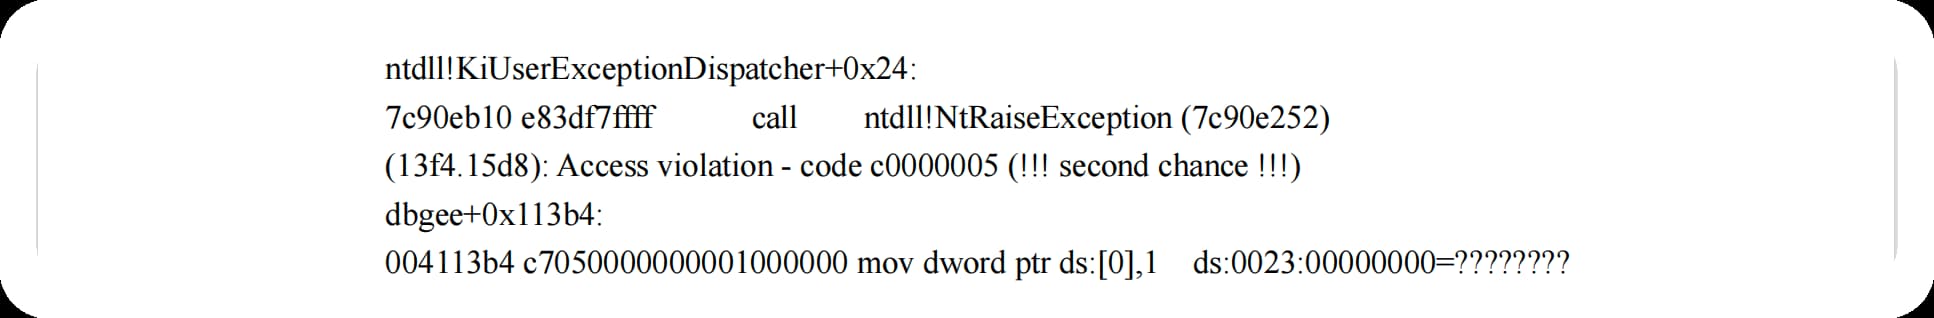 ntdll!KiUserExceptionDispatcher+0x24:
7c90eb10 e83df7ffff call ntdll!NtRaiseException (7c90e252)
(13f4.15d8): Access violation - code c0000005 (!!! second chance !!!)
dbgee+0x113b4:
004113b4 c7050000000001000000 mov dword ptr ds:[0],1 ds:0023:00000000=????????